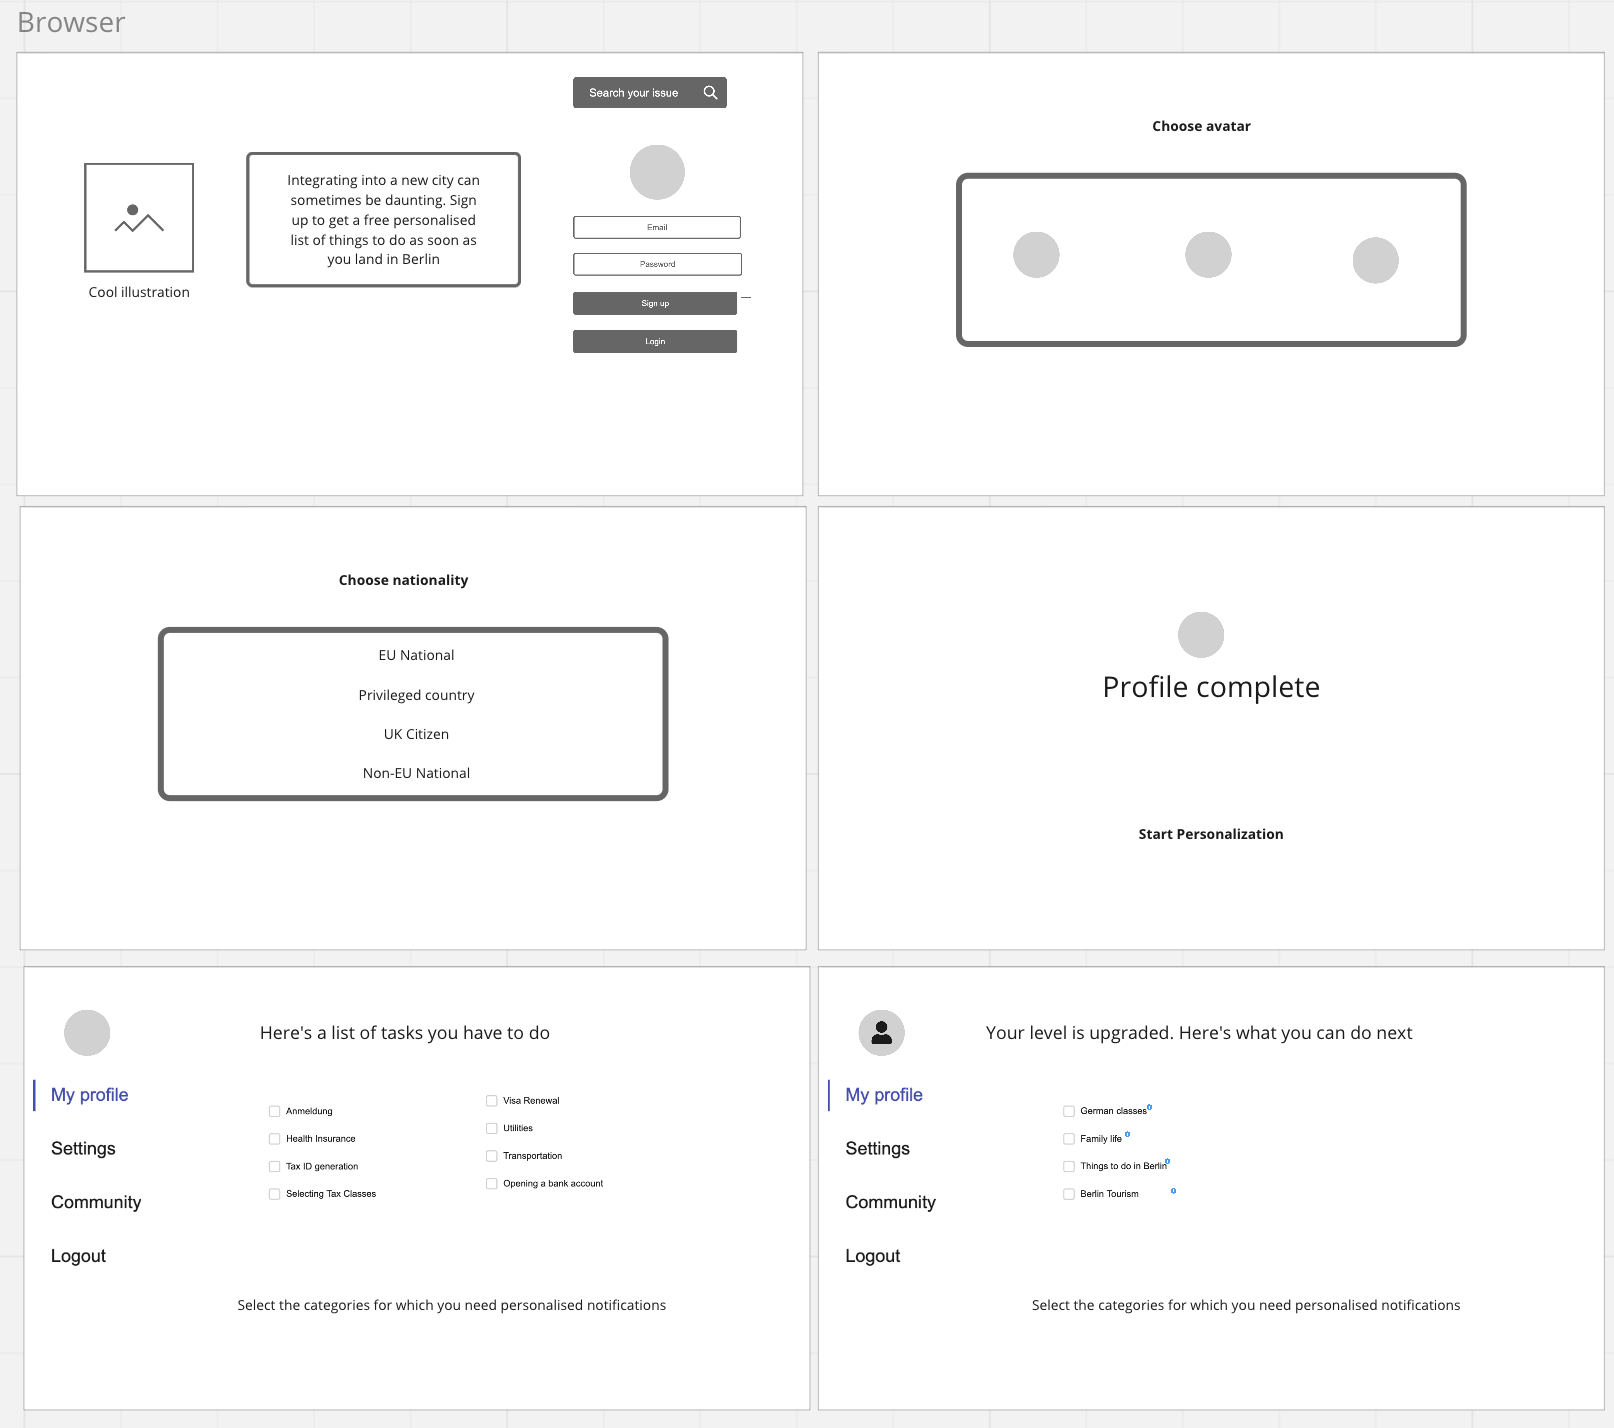 Browser
Search your issue
Integrating into a new city can
sometimes be daunting. Sign
up to get a free personalised
list of things to do as soon as
you land in Berlin
Cool illustration
Email
Password
Sign up
Login
Choose avatar
Choose nationality
EU National
Privileged country
UK Citizen
Non-EU National
Profile complete
Start Personalization
Here's a list of tasks you have to do
My profile
Settings
Community
Logout
Anmeldung
Health Insurance
Tax ID generation
Selecting Tax Classes
Visa Renewal
Utilities
Transportation
Opening a bank account
Select the categories for which you need personalised notifications
Your level is upgraded. Here's what you can do next
My profile
Settings
Community
Logout
German classes
Family life
Things to do in Berlin
Berlin Tourism
Select the categories for which you need personalised notifications